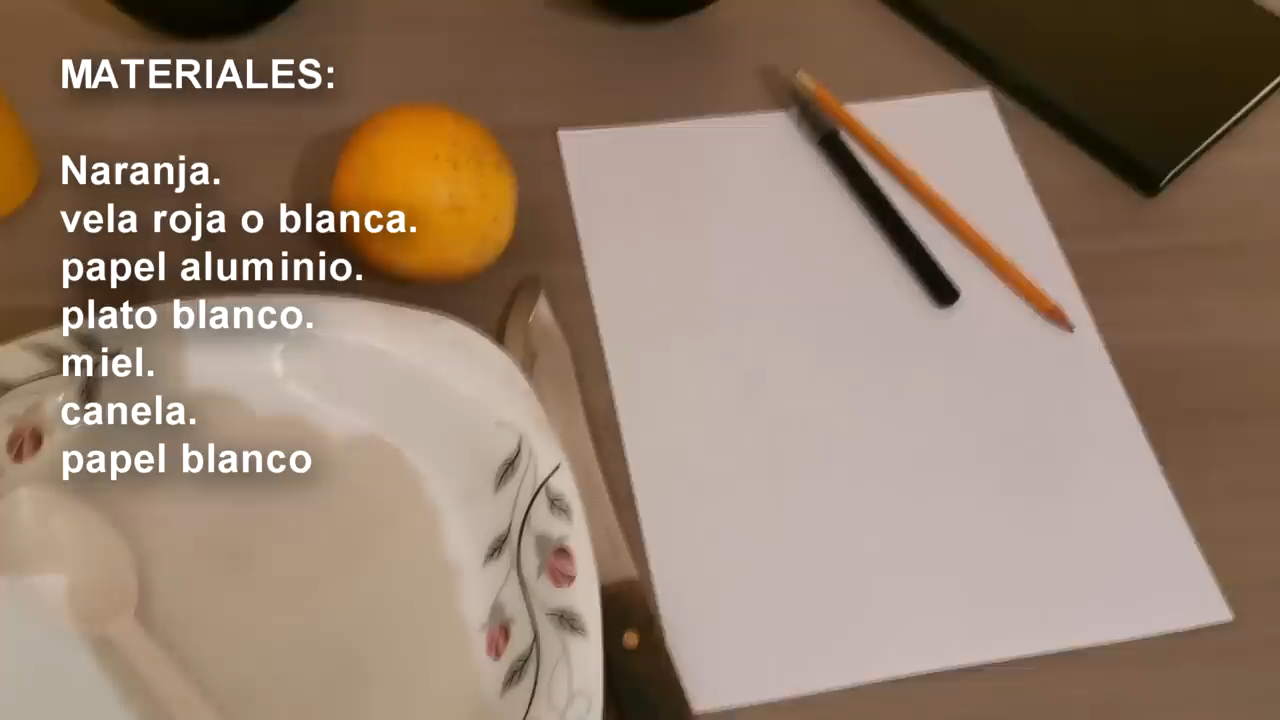 MATERIALES:
Naranja.
vela roja o blanca.
papel aluminio.
plato blanco.
miel.
canela.
papel blanco